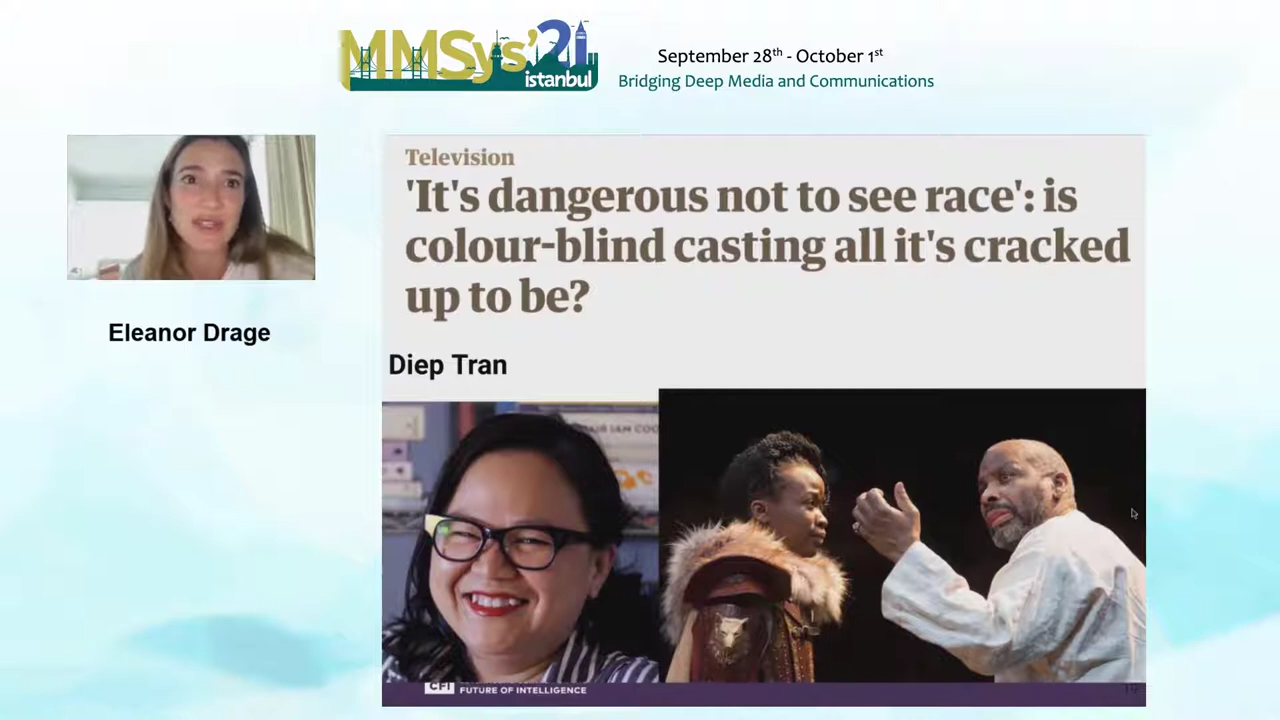 MMSys'21
istanbul
September 28th - October 1st
Bridging Deep Media and Communications
Television
'It's dangerous not to see race': is
colour-blind casting all it's cracked
up to be?
Eleanor Drage
Diep Tran
CFI
FUTURE OF INTELLIGENCE